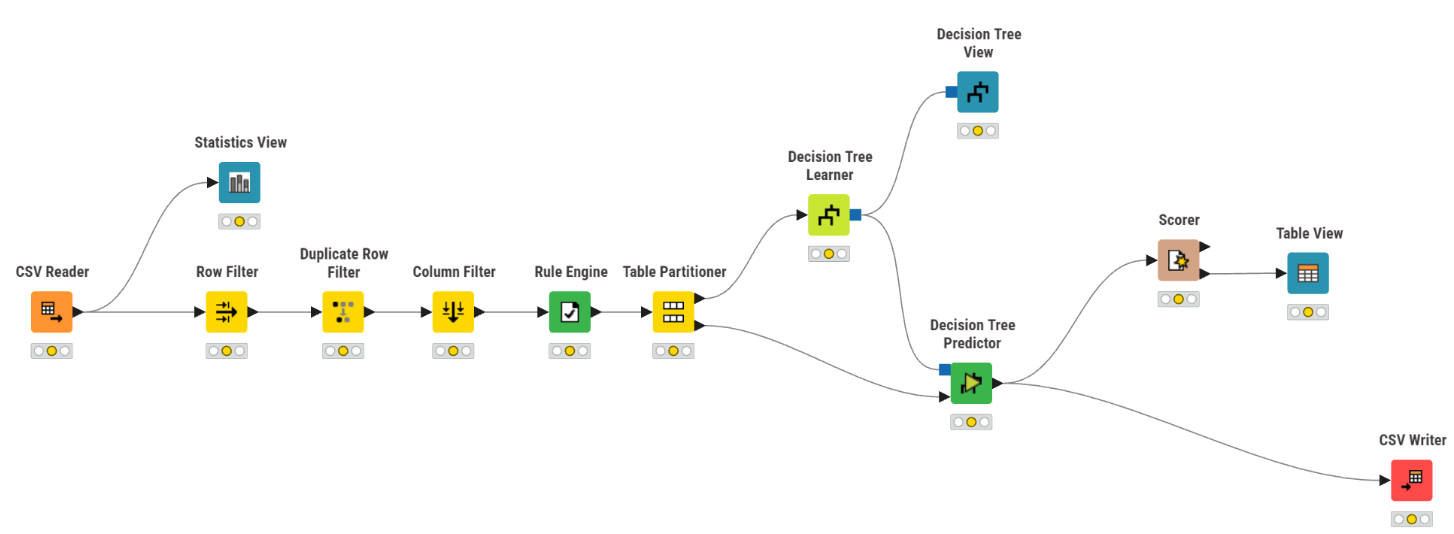 Decision Tree
View
Statistics View
Decision Tree
Learner
Scorer
Table View
CSV Reader
Row Filter
Duplicate Row
Filter
Column Filter
Rule Engine
Table Partitioner
Decision Tree
Predictor
CSV Writer